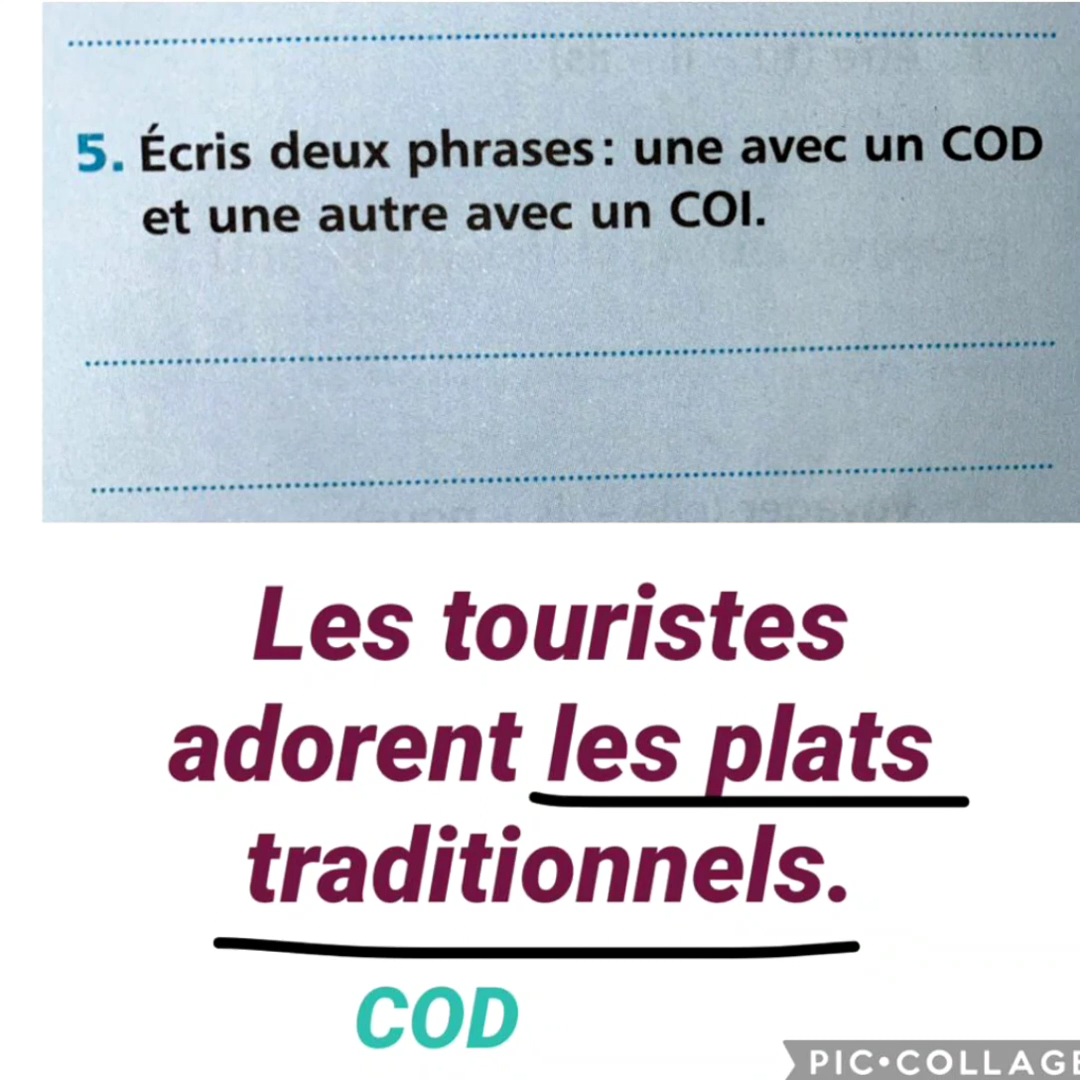 5. Écris deux phrases : une avec un COD
et une autre avec un COI.
Les touristes
adorent les plats
traditionnels.
COD
PIC•COLLAGE